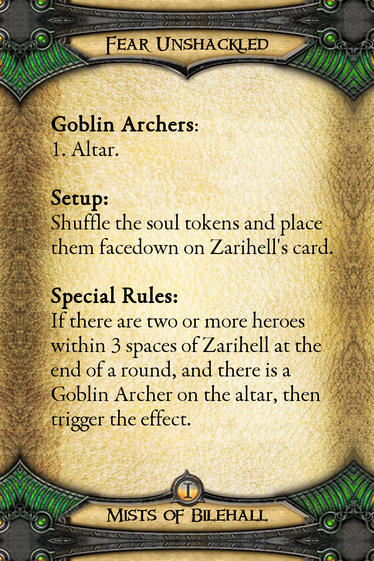 Fear Unshackled
Goblin Archers:
1. Altar.
Setup:
Shuffle the soul tokens and place
them facedown on Zarihell's card.
Special Rules:
If there are two or more heroes
within 3 spaces of Zarihell at the
end of a round, and there is a
Goblin Archer on the altar, then
trigger the effect.
I
Mists of Bilehall